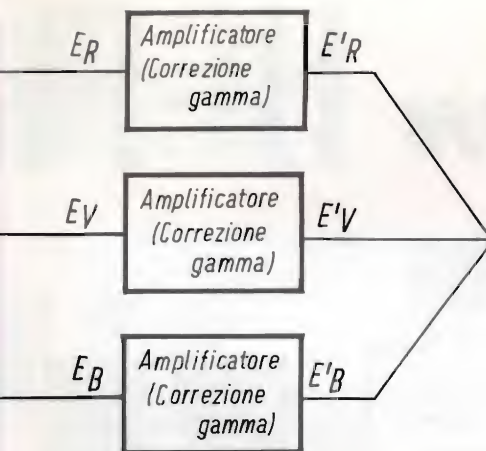 E_R
Amplificatore
(Correzione
gamma)
E'_R
E_V
Amplificatore
(Correzione
gamma)
E'_V
E_B
Amplificatore
(Correzione
gamma)
E'_B